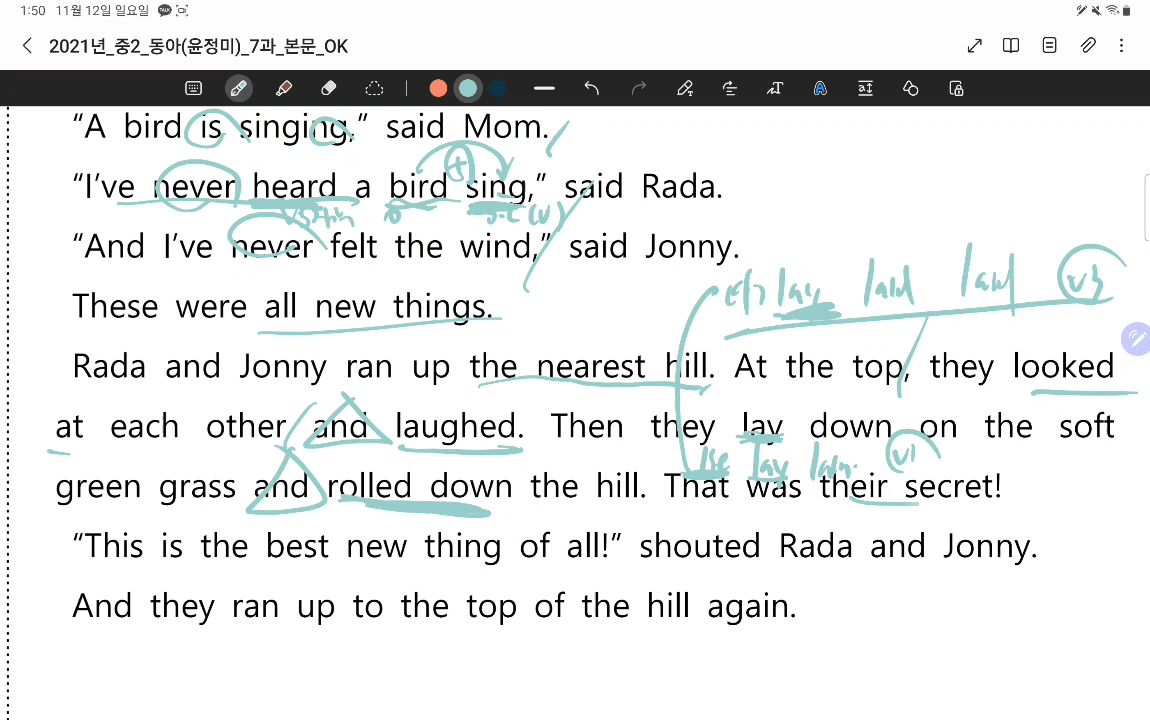 1:50 11월 12일 일요일
2021년_중2_동아(윤정미)_7과_본문_OK
“A bird is singing,” said Mom.
“I’ve never heard a bird sing,” said Rada.
“And I’ve never felt the wind,” said Jonny.
lay laid laid v3
These were all new things.
Rada and Jonny ran up the nearest hill. At the top, they looked
at each other and laughed. Then they lay down on the soft
lie lay lain v1
green grass and rolled down the hill. That was their secret!
“This is the best new thing of all!” shouted Rada and Jonny.
And they ran up to the top of the hill again.